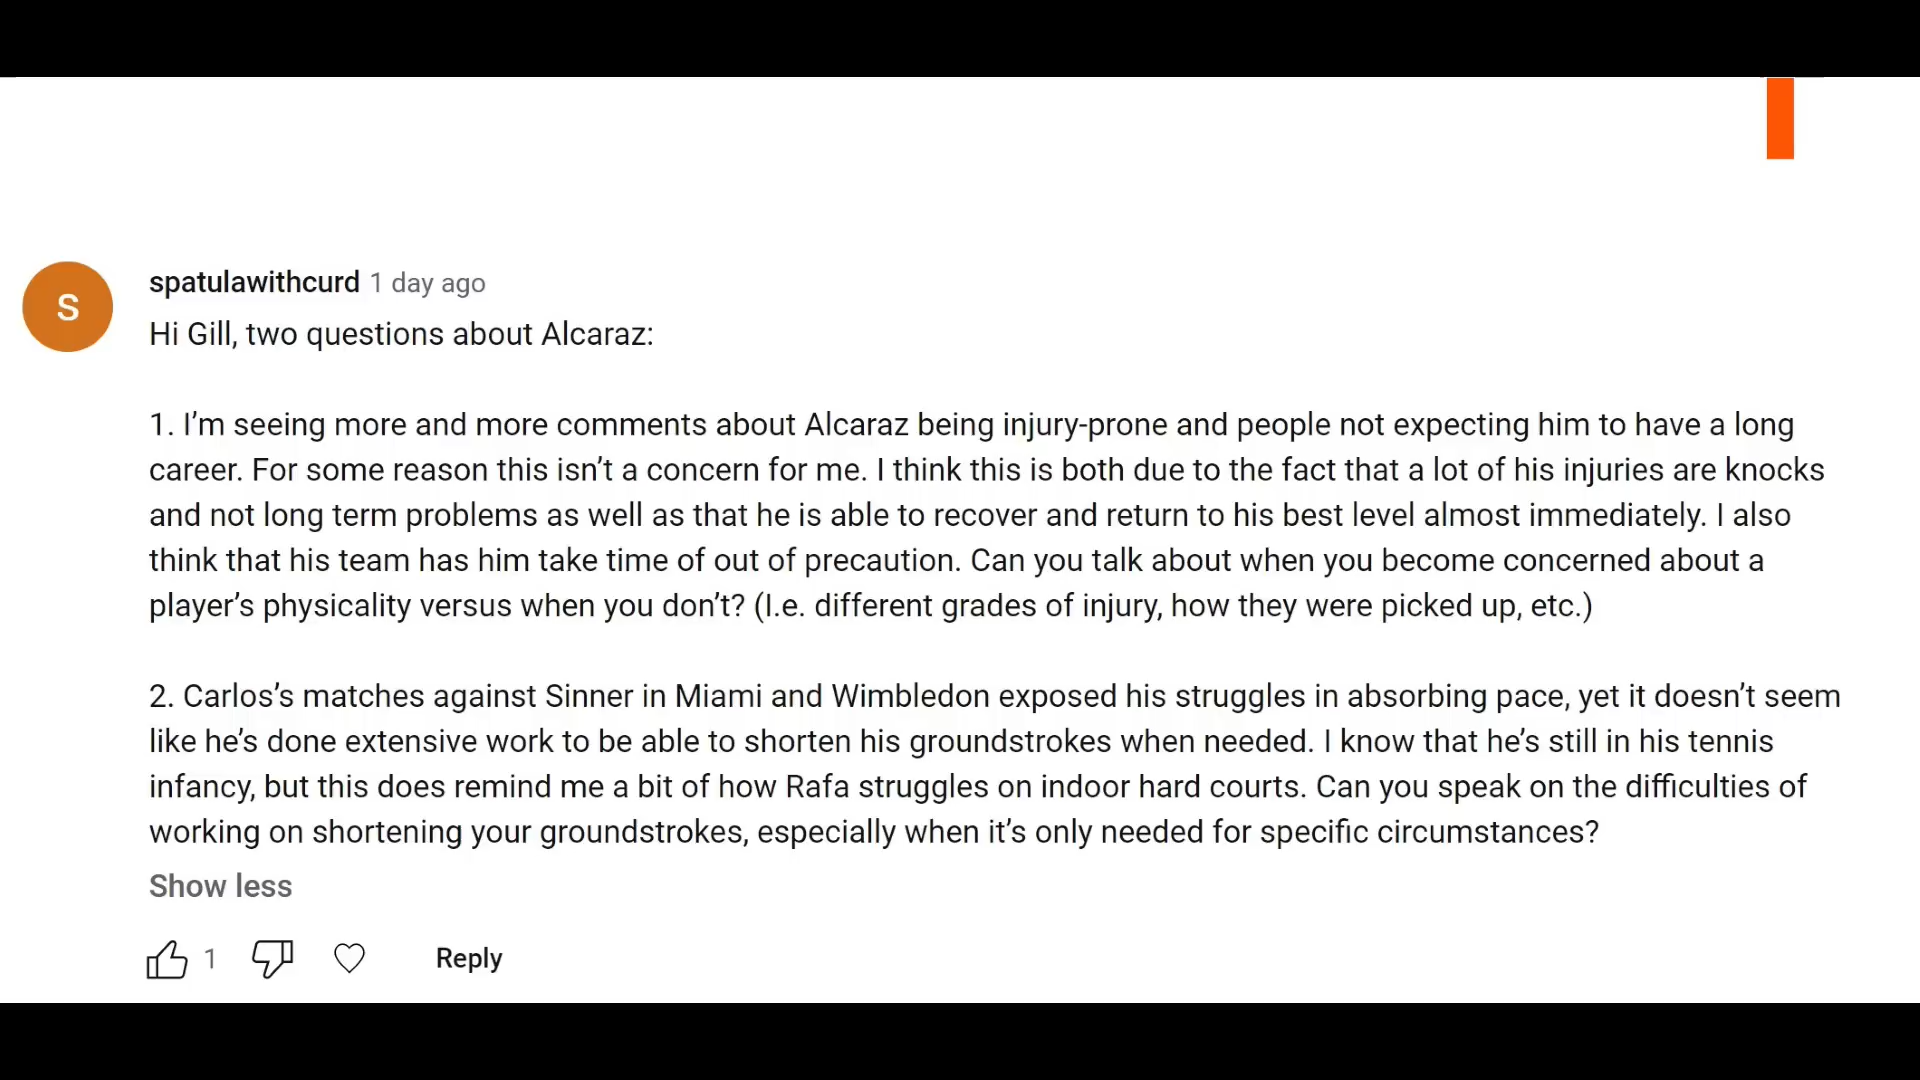 S
spatulawithcurd 1 day ago
Hi Gill, two questions about Alcaraz:
1. I’m seeing more and more comments about Alcaraz being injury-prone and people not expecting him to have a long
career. For some reason this isn’t a concern for me. I think this is both due to the fact that a lot of his injuries are knocks
and not long term problems as well as that he is able to recover and return to his best level almost immediately. I also
think that his team has him take time of out of precaution. Can you talk about when you become concerned about a
player’s physicality versus when you don’t? (I.e. different grades of injury, how they were picked up, etc.)
2. Carlos’s matches against Sinner in Miami and Wimbledon exposed his struggles in absorbing pace, yet it doesn’t seem
like he’s done extensive work to be able to shorten his groundstrokes when needed. I know that he’s still in his tennis
infancy, but this does remind me a bit of how Rafa struggles on indoor hard courts. Can you speak on the difficulties of
working on shortening your groundstrokes, especially when it’s only needed for specific circumstances?
Show less
1 Reply